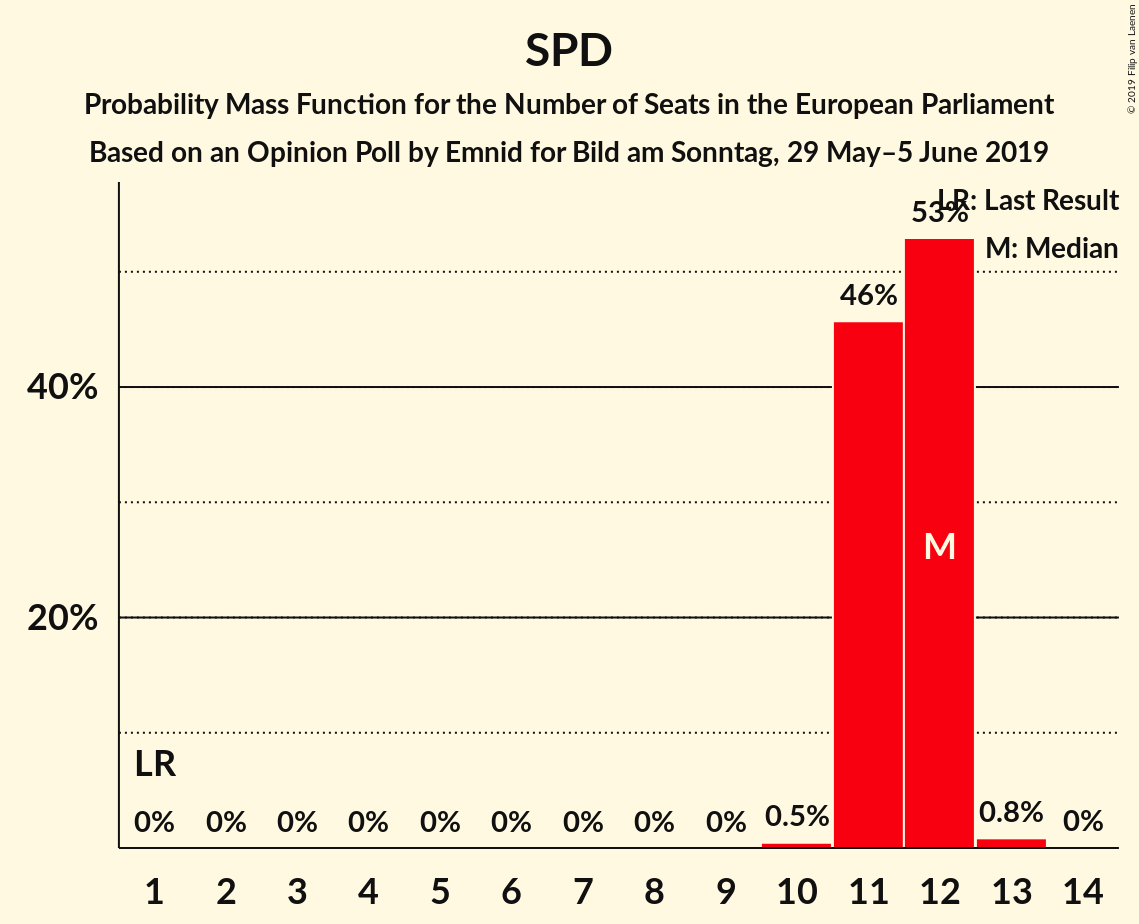 SPD
Probability Mass Function for the Number of Seats in the European Parliament
Based on an Opinion Poll by Emnid for Bild am Sonntag, 29 May–5 June 2019
© 2019 Filip van Laenen
LR: Last Result
M: Median
53%
46%
40%
M
20%
LR
0% 0% 0% 0% 0% 0% 0% 0% 0% 0.5% 0.8% 0%
1 2 3 4 5 6 7 8 9 10 11 12 13 14